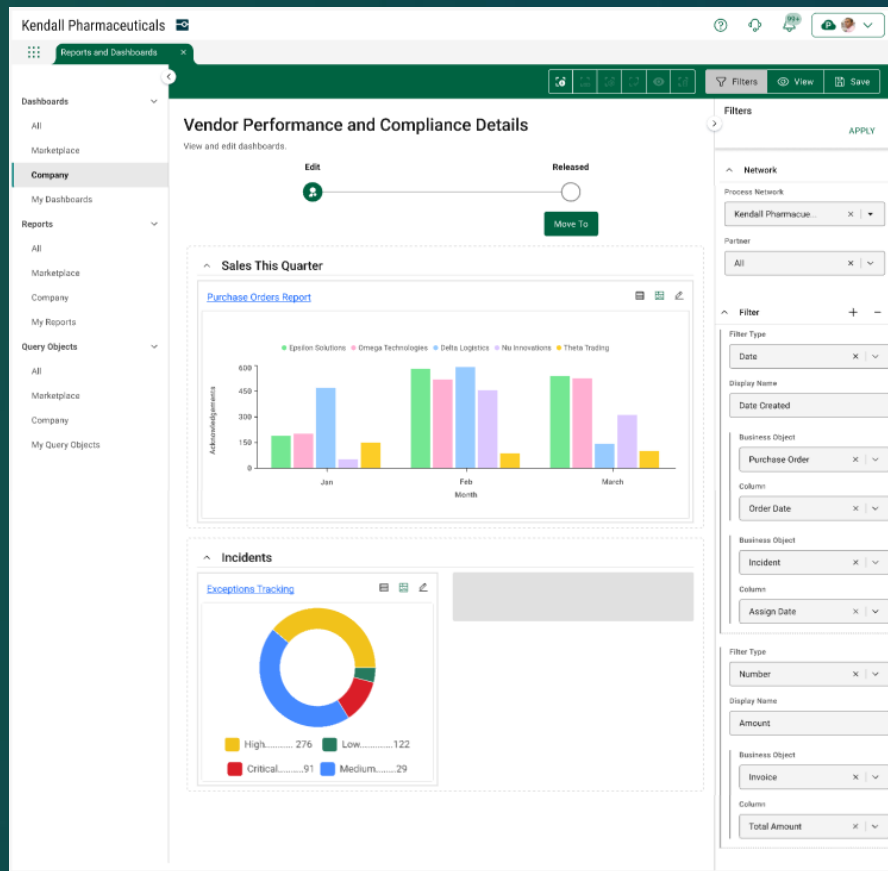 Kendall Pharmaceuticals
99+
P
Reports and Dashboards ×
Filters View Save
Dashboards
All
Marketplace
Company
My Dashboards
Reports
All
Marketplace
Company
My Reports
Query Objects
All
Marketplace
Company
My Query Objects
Vendor Performance and Compliance Details
View and edit dashboards.
Edit Released
Move To
Sales This Quarter
Purchase Orders Report
Epsilon Solutions Omega Technologies Delta Logistics Nu Innovations Theta Trading
Acknowledgements
600
450
300
150
0
Jan Feb March
Month
Incidents
Exceptions Tracking
High........... 276 Low.............122
Critical..........91 Medium........29
Filters
APPLY
Network
Process Network
Kendall Pharmacue...
Partner
All
Filter
Filter Type
Date
Display Name
Date Created
Business Object
Purchase Order
Column
Order Date
Business Object
Incident
Column
Assign Date
Filter Type
Number
Display Name
Amount
Business Object
Invoice
Column
Total Amount